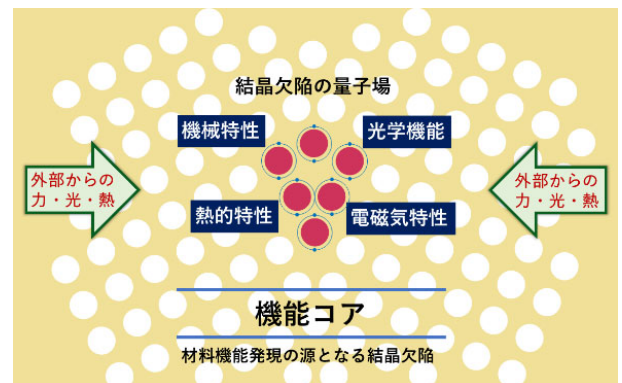 結晶欠陥の量子場
機械特性
光学機能
外部からの
力・光・熱
外部からの
力・光・熱
熱的特性
電磁気特性
機能コア
材料機能発現の源となる結晶欠陥